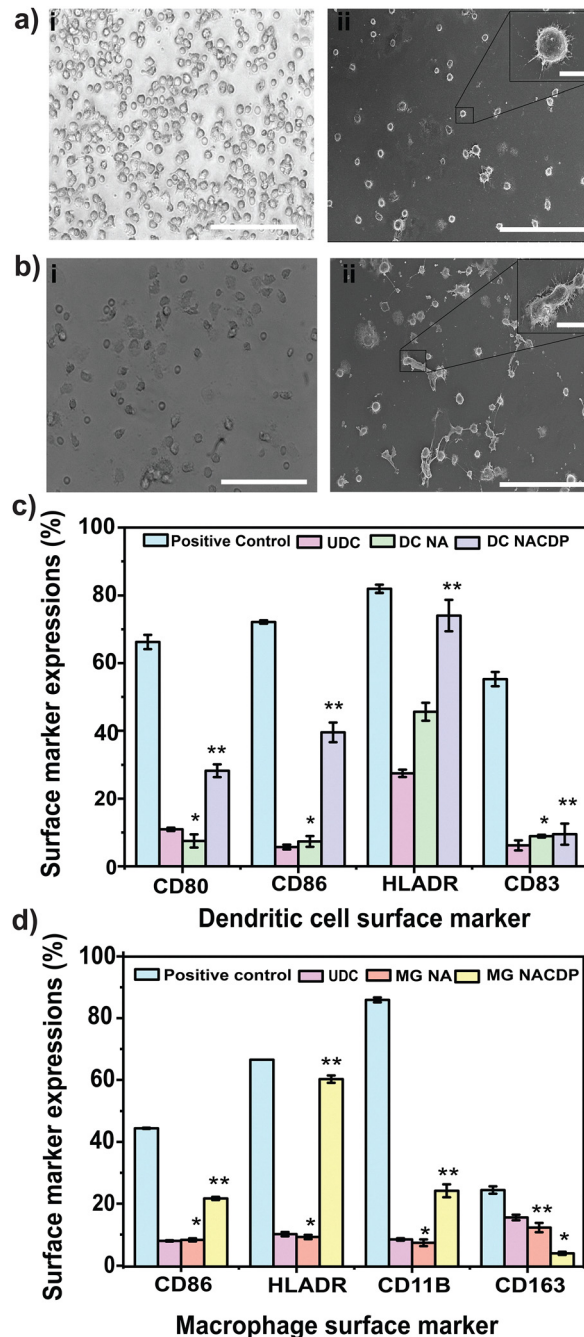 a) i ii
b) i ii
c)
100
80
60
40
20
0
Surface marker expressions (%)
Positive Control UDC DC NA DC NACDP
** ** ** **
* * *
CD80 CD86 HLADR CD83
Dendritic cell surface marker
d)
100
80
60
40
20
0
Surface marker expressions (%)
Positive control UDC MG NA MG NACDP
** ** ** **
* * * *
CD86 HLADR CD11B CD163
Macrophage surface marker